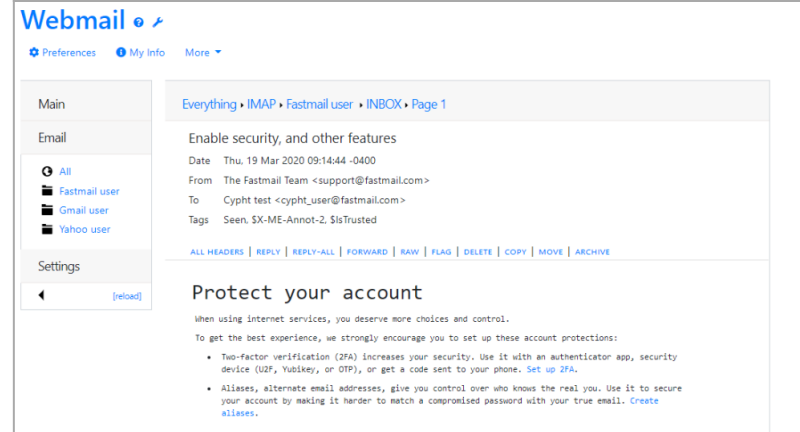 Webmail
Preferences My Info More
Main
Email
All
Fastmail user
Gmail user
Yahoo user
Settings
[reload]
Everything IMAP Fastmail user INBOX Page 1
Enable security, and other features
Date Thu, 19 Mar 2020 09:14:44 -0400
From The Fastmail Team <support@fastmail.com>
To Cypht test <cypht_user@fastmail.com>
Tags Seen, $X-ME-Annot-2, $IsTrusted
ALL HEADERS | REPLY | REPLY-ALL | FORWARD | RAW | FLAG | DELETE | COPY | MOVE | ARCHIVE
Protect your account
When using internet services, you deserve more choices and control.
To get the best experience, we strongly encourage you to set up these account protections:
• Two-factor verification (2FA) increases your security. Use it with an authenticator app, security
device (U2F, Yubikey, or OTP), or get a code sent to your phone. Set up 2FA.
• Aliases, alternate email addresses, give you control over who knows the real you. Use it to secure
your account by making it harder to match a compromised password with your true email. Create
aliases.